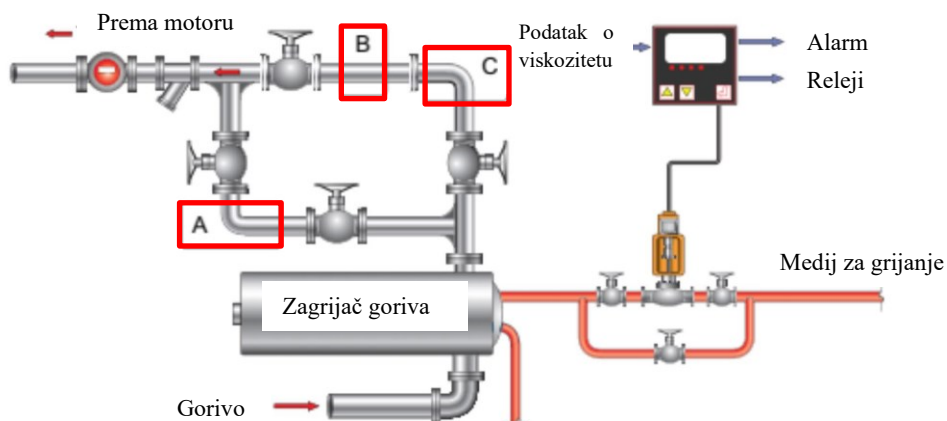 Prema motoru
B
C
Podatak o
viskozitetu
Alarm
Releji
A
Medij za grijanje
Zagrijač goriva
Gorivo